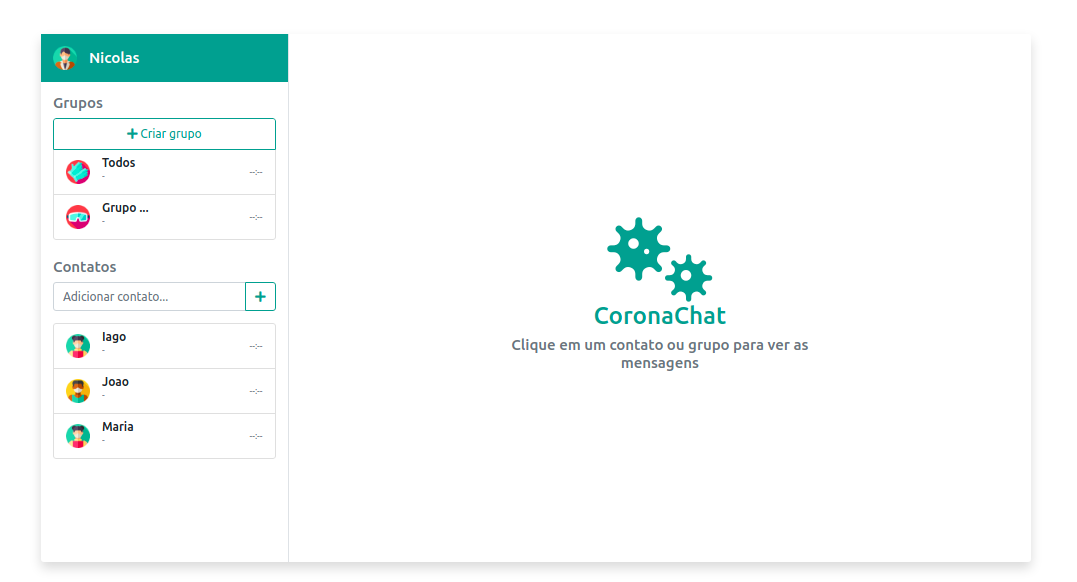 Nicolas
Grupos
+ Criar grupo
Todos
-
--:--
Grupo ...
-
--:--
Contatos
Adicionar contato...
+
Iago
-
--:--
Joao
-
--:--
Maria
-
--:--
CoronaChat
Clique em um contato ou grupo para ver as
mensagens